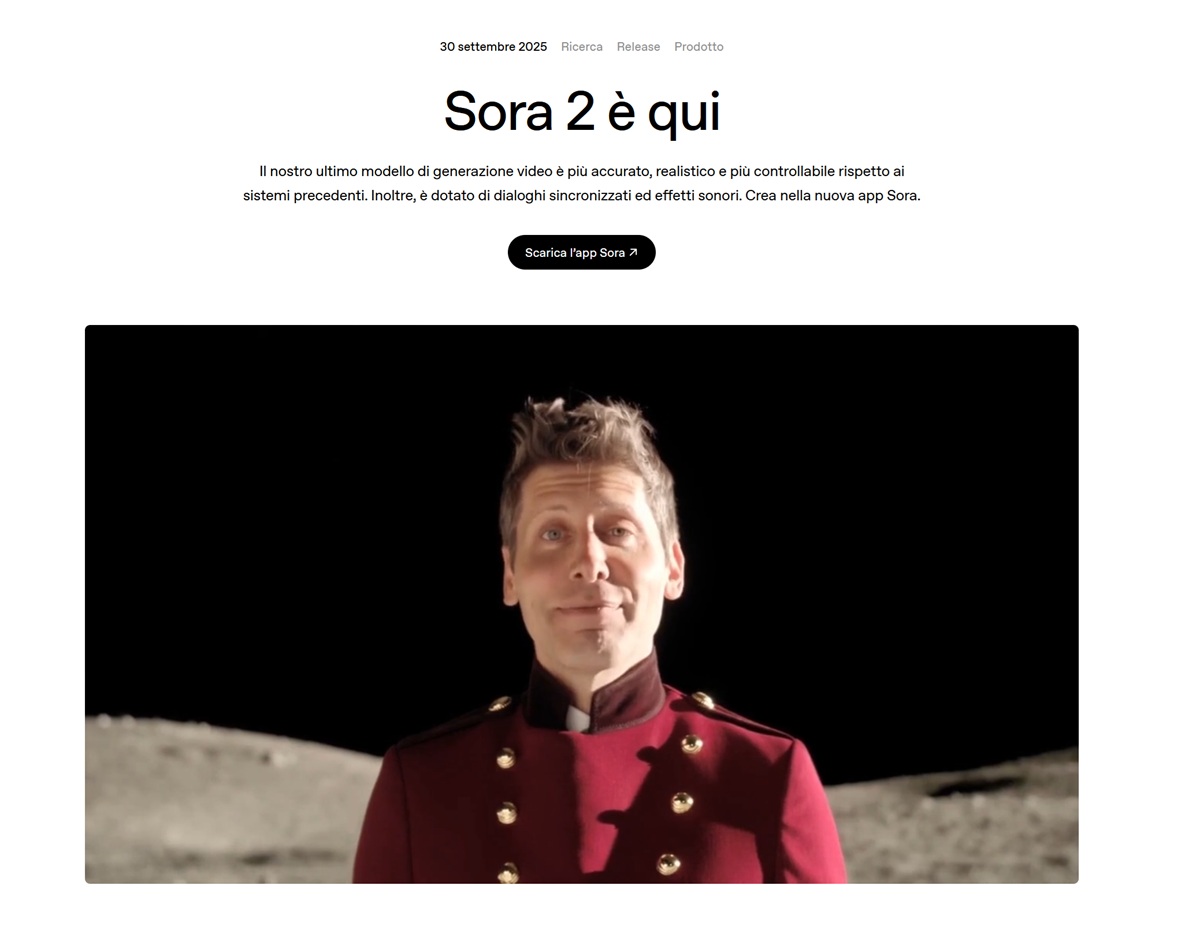 30 settembre 2025 Ricerca Release Prodotto
Sora 2 è qui
Il nostro ultimo modello di generazione video è più accurato, realistico e più controllabile rispetto ai
sistemi precedenti. Inoltre, è dotato di dialoghi sincronizzati ed effetti sonori. Crea nella nuova app Sora.
Scarica l'app Sora ↗